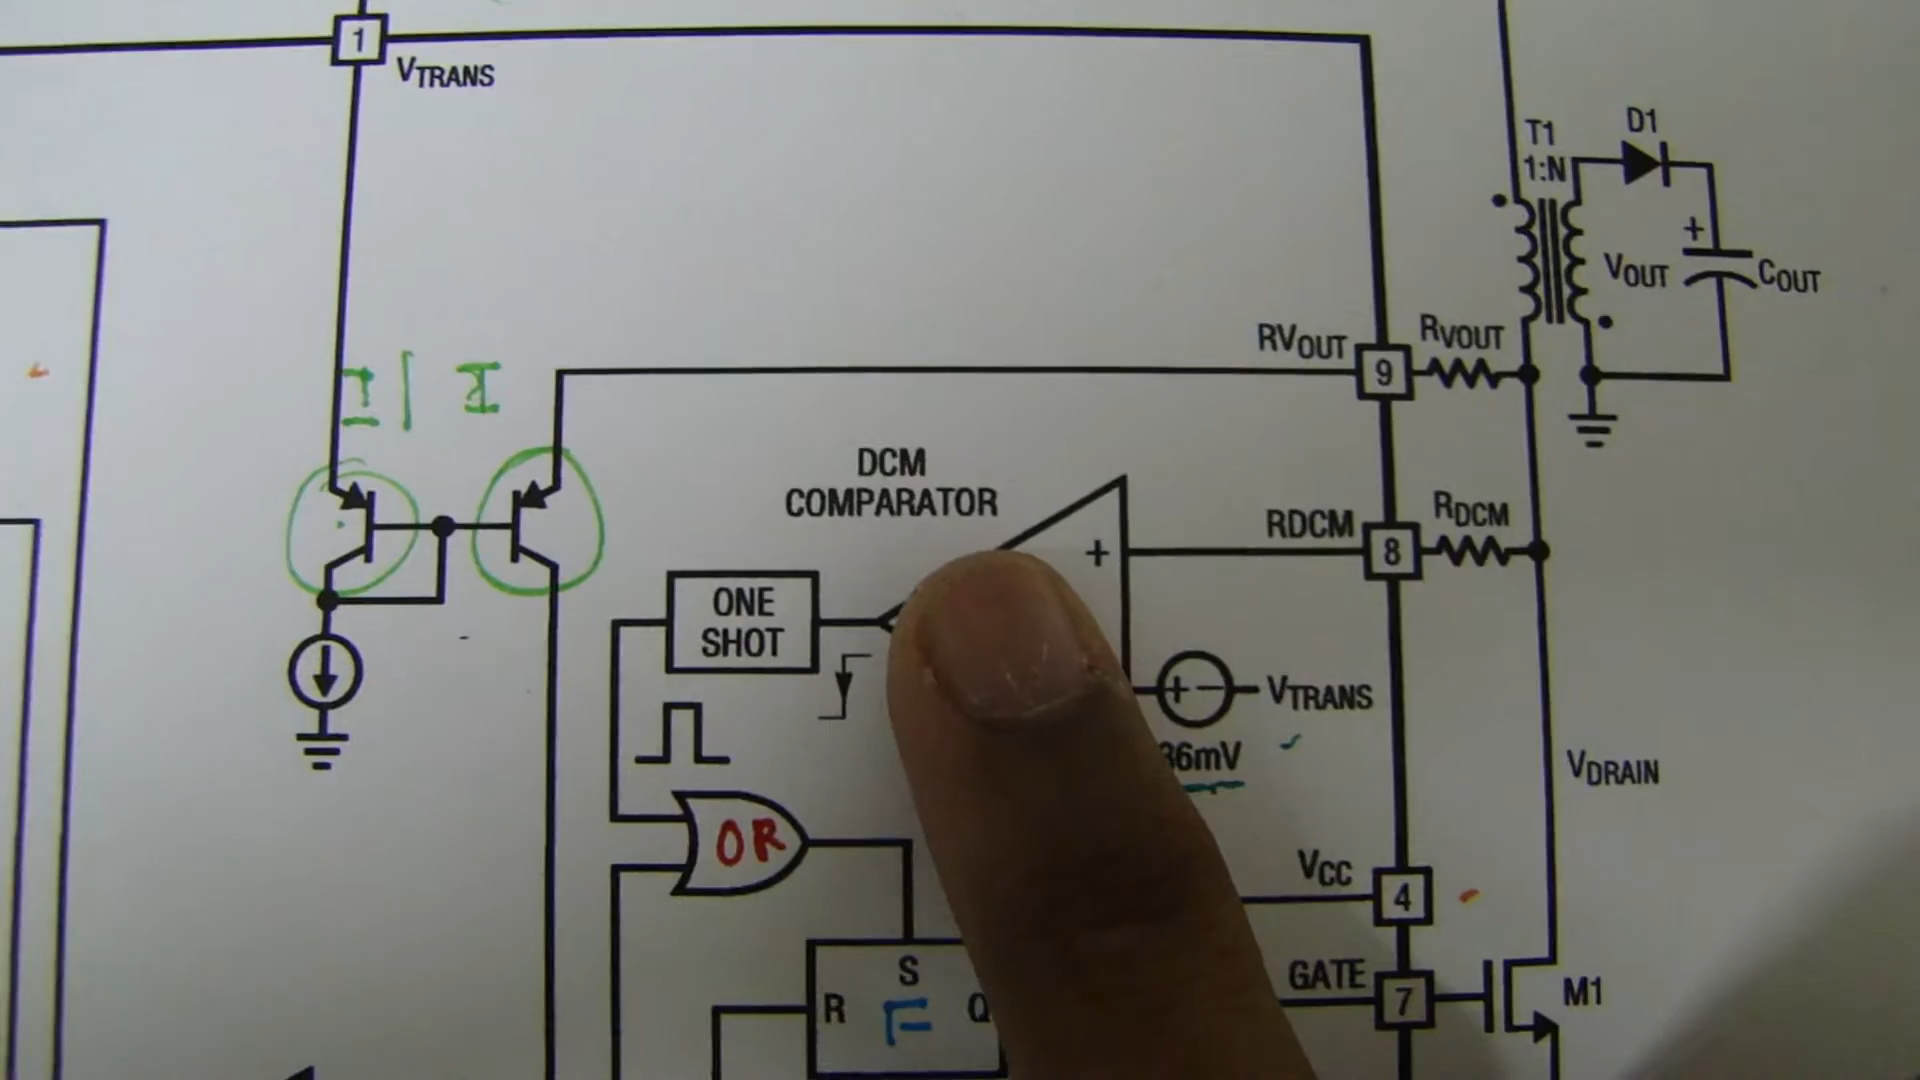 1
VTRANS
T1
1:N
D1
+
VOUT
COUT
RVOUT
9
RVOUT
I | I
DCM
COMPARATOR
+
RDCM
8
RDCM
ONE
SHOT
+ −
VTRANS
36mV
VDRAIN
OR
VCC
4
S
R
Q
GATE
7
M1